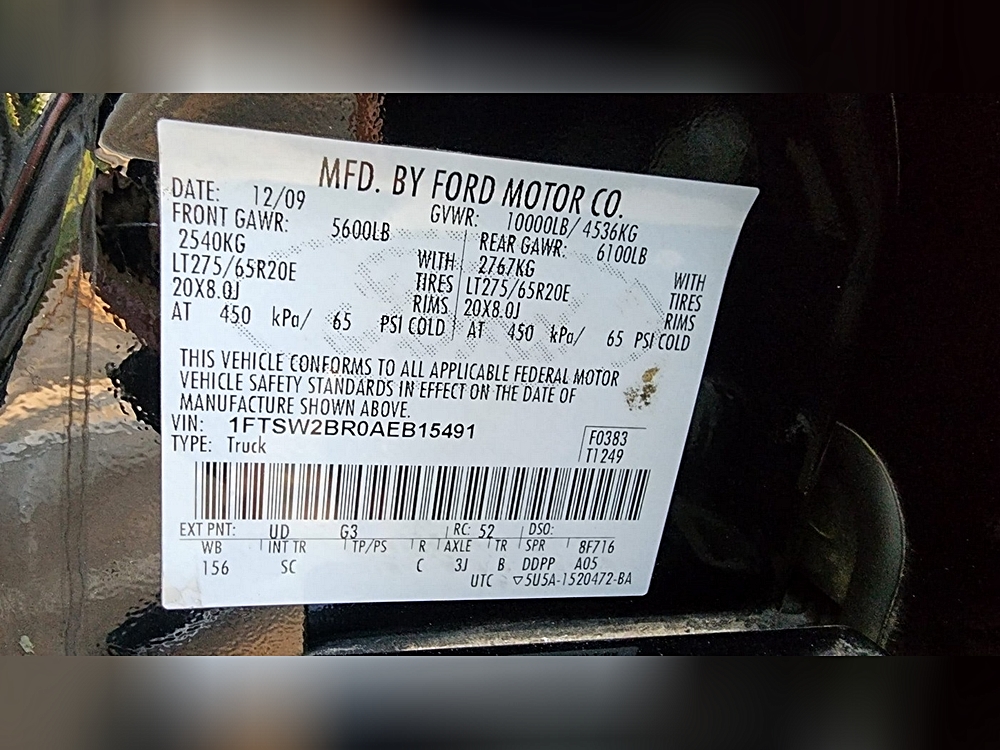 MFD. BY FORD MOTOR CO.
DATE: 12/09 GVWR: 10000LB/ 4536KG
FRONT GAWR: 5600LB REAR GAWR: 6100LB
2540KG WITH 2767KG WITH
LT275/65R20E TIRES LT275/65R20E TIRES
20X8.0J RIMS 20X8.0J RIMS
AT 450 kPa/ 65 PSI COLD AT 450 kPa/ 65 PSI COLD
THIS VEHICLE CONFORMS TO ALL APPLICABLE FEDERAL MOTOR
VEHICLE SAFETY STANDARDS IN EFFECT ON THE DATE OF
MANUFACTURE SHOWN ABOVE.
VIN: 1FTSW2BR0AEB15491 F0383
TYPE: Truck T1249
EXT PNT: UD G3 RC: 52 DSO:
WB INT TR TP/PS R AXLE TR SPR 8F716
156 SC C 3J B DDPP A05
UTC ▽5U5A-1520472-BA